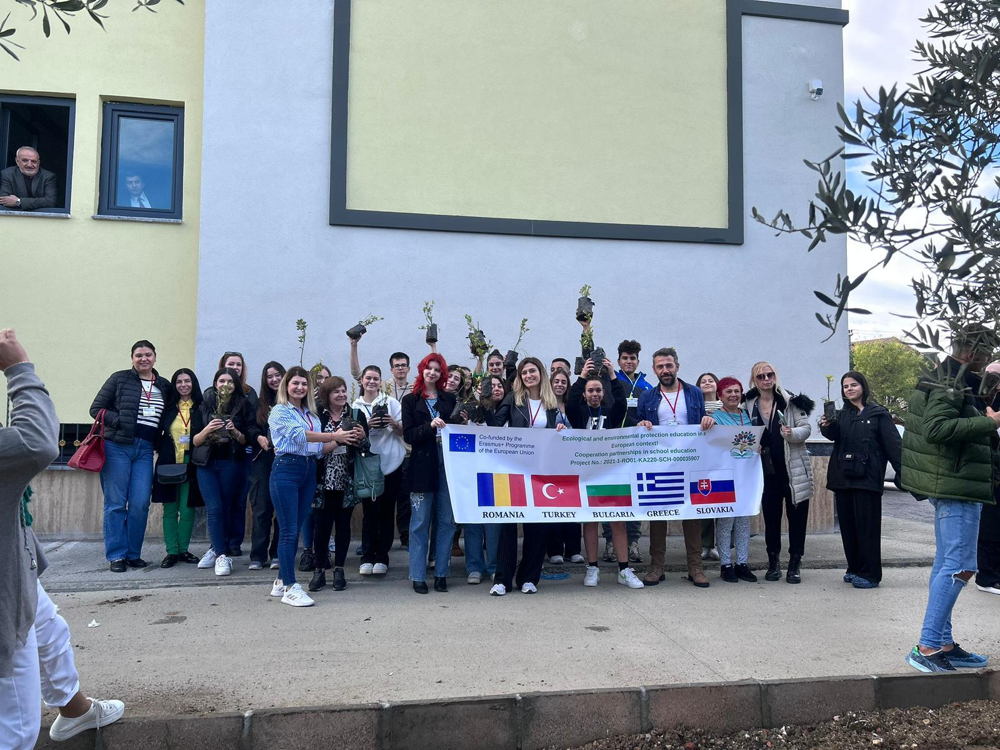 Co-funded by the
Erasmus+ Programme
of the European Union
Ecological and environmental protection education in a
European context!
Cooperation partnerships in school education
Project No.: 2021-1-RO01-KA220-SCH-000035907
ROMANIA TURKEY BULGARIA GREECE SLOVAKIA